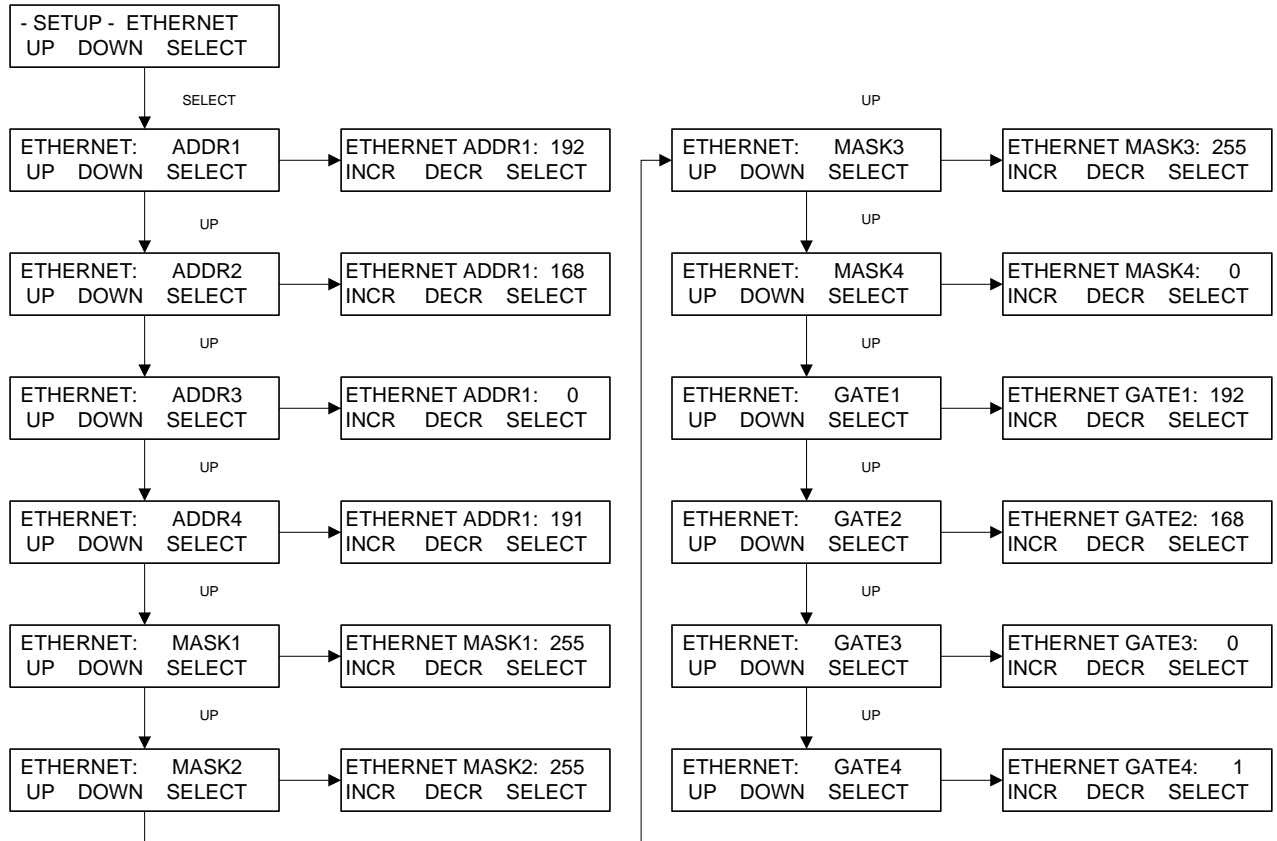 - SETUP - ETHERNET
UP DOWN SELECT
SELECT
ETHERNET: ADDR1
UP DOWN SELECT
ETHERNET ADDR1: 192
INCR DECR SELECT
UP
ETHERNET: ADDR2
UP DOWN SELECT
ETHERNET ADDR1: 168
INCR DECR SELECT
UP
ETHERNET: ADDR3
UP DOWN SELECT
ETHERNET ADDR1: 0
INCR DECR SELECT
UP
ETHERNET: ADDR4
UP DOWN SELECT
ETHERNET ADDR1: 191
INCR DECR SELECT
UP
ETHERNET: MASK1
UP DOWN SELECT
ETHERNET MASK1: 255
INCR DECR SELECT
UP
ETHERNET: MASK2
UP DOWN SELECT
ETHERNET MASK2: 255
INCR DECR SELECT
UP
ETHERNET: MASK3
UP DOWN SELECT
ETHERNET MASK3: 255
INCR DECR SELECT
UP
ETHERNET: MASK4
UP DOWN SELECT
ETHERNET MASK4: 0
INCR DECR SELECT
UP
ETHERNET: GATE1
UP DOWN SELECT
ETHERNET GATE1: 192
INCR DECR SELECT
UP
ETHERNET: GATE2
UP DOWN SELECT
ETHERNET GATE2: 168
INCR DECR SELECT
UP
ETHERNET: GATE3
UP DOWN SELECT
ETHERNET GATE3: 0
INCR DECR SELECT
UP
ETHERNET: GATE4
UP DOWN SELECT
ETHERNET GATE4: 1
INCR DECR SELECT